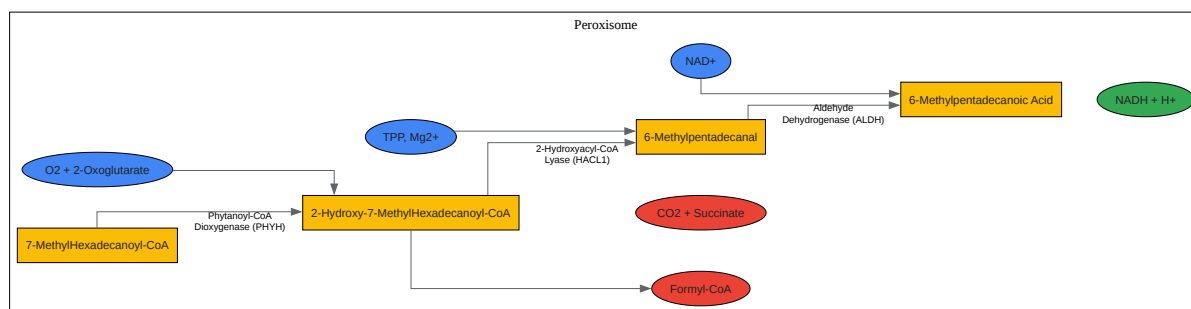 Peroxisome
NAD+
6-Methylpentadecanoic Acid
NADH + H+
Aldehyde
Dehydrogenase (ALDH)
TPP, Mg2+
6-Methylpentadecanal
2-Hydroxyacyl-CoA
Lyase (HACL1)
O2 + 2-Oxoglutarate
2-Hydroxy-7-MethylHexadecanoyl-CoA
CO2 + Succinate
Phytanoyl-CoA
Dioxygenase (PHYH)
7-MethylHexadecanoyl-CoA
Formyl-CoA